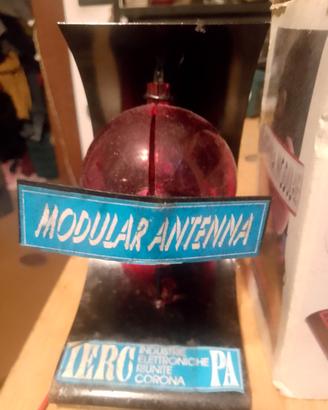 MODULAR ANTENNA
IERC INDUSTRIE ELETTRONICHE RIUNITE CORONA PA